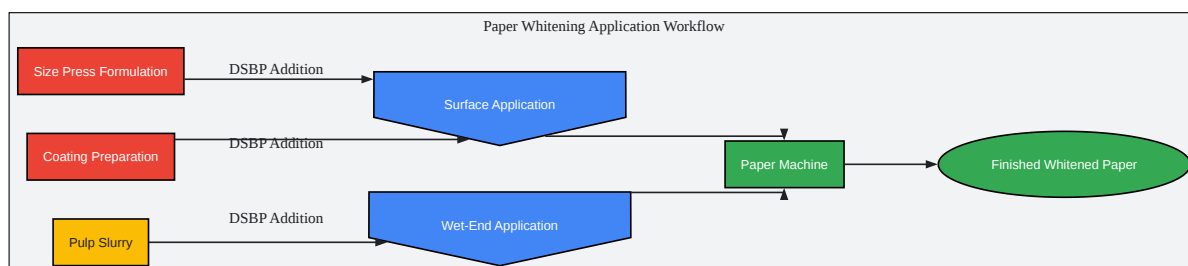 Paper Whitening Application Workflow
Size Press Formulation
DSBP Addition
Surface Application
Coating Preparation
DSBP Addition
Paper Machine
Finished Whitened Paper
Pulp Slurry
DSBP Addition
Wet-End Application